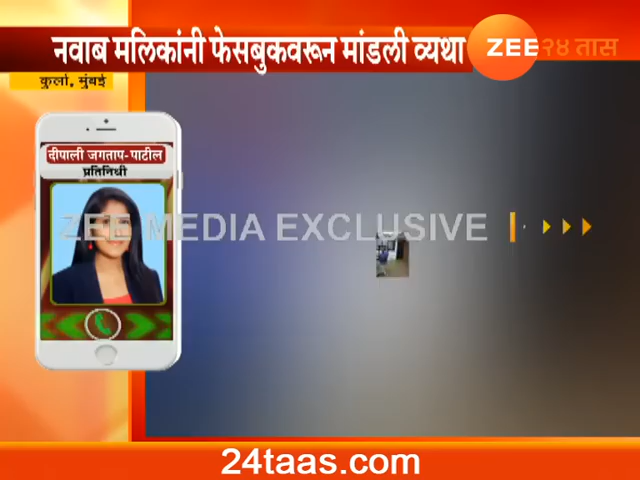 नवाब मलिकांनी फेसबुकवरून मांडली व्यथा
ZEE २४ तास
कुर्ला, मुंबई
दीपाली जगताप-पाटील
प्रतिनिधी
ZEE MEDIA EXCLUSIVE
24taas.com